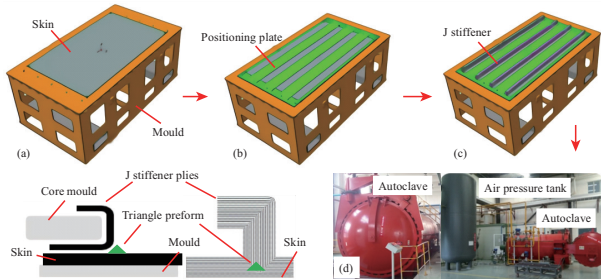 Skin
Positioning plate
J stiffener
Mould
(a)
(b)
(c)
J stiffener plies
Core mould
Triangle preform
Skin
Mould
Skin
Autoclave
Air pressure tank
Autoclave
(d)